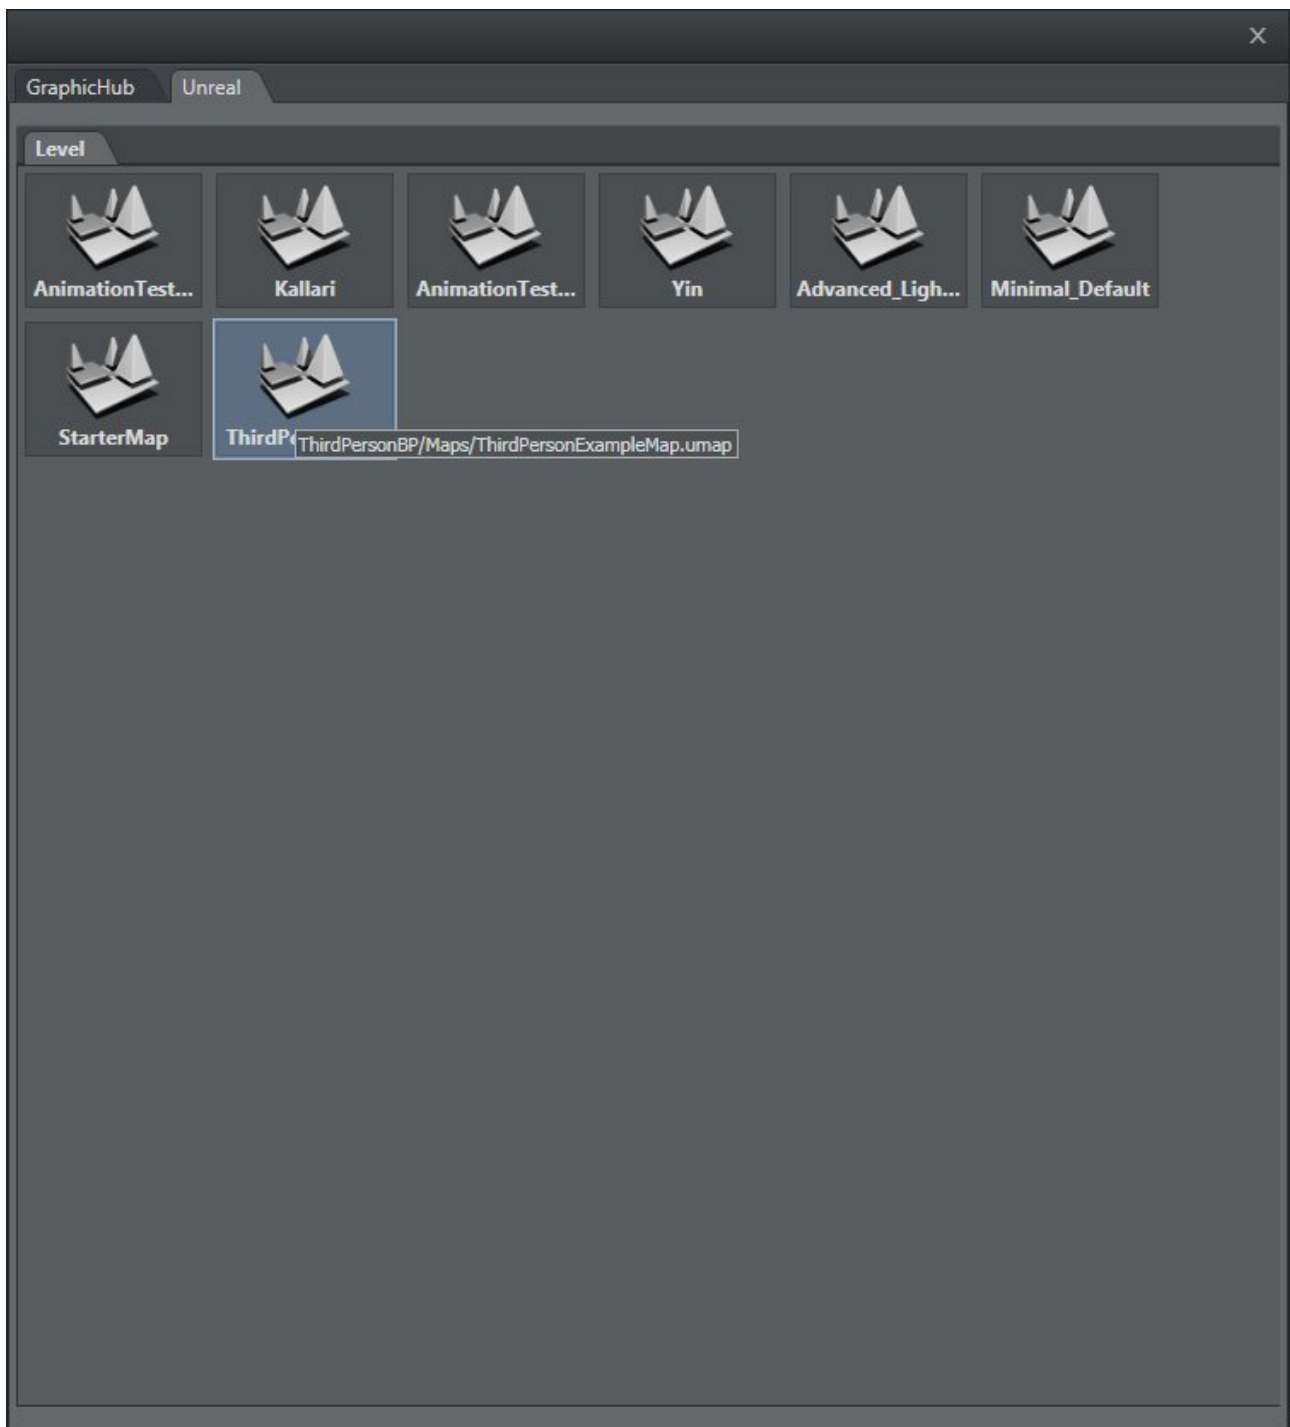 X
GraphicHub Unreal
Level
AnimationTest... Kallari AnimationTest... Yin Advanced_Ligh... Minimal_Default
StarterMap ThirdP
ThirdPersonBP/Maps/ThirdPersonExampleMap.umap